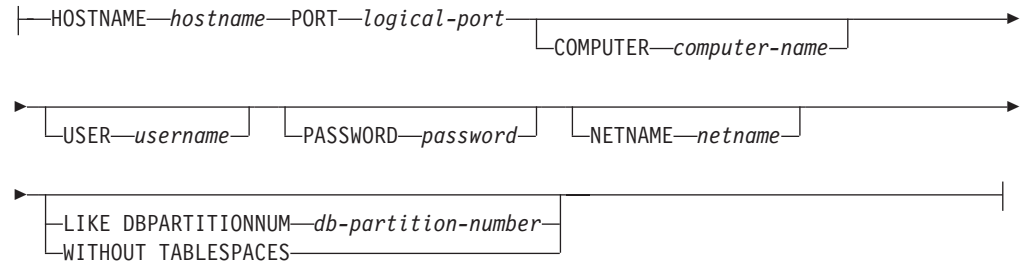 HOSTNAME hostname PORT logical-port
COMPUTER computer-name
USER username PASSWORD password NETNAME netname
LIKE DBPARTITIONNUM db-partition-number
WITHOUT TABLESPACES